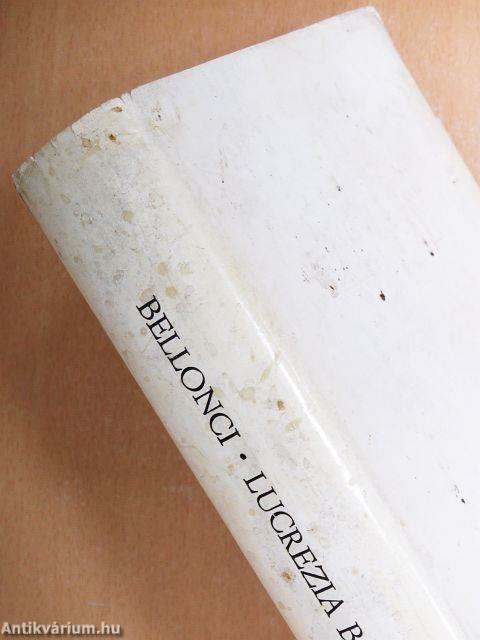 BELLONCI · LUCREZIA B
Antikvárium.hu